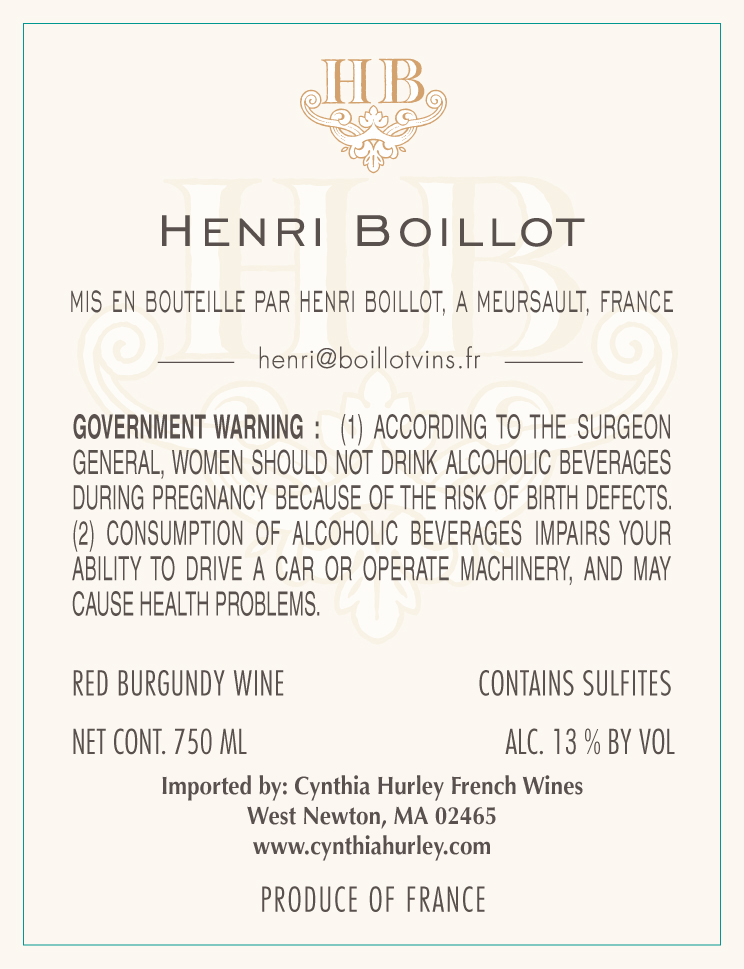 HB
HENRI BOILLOT
MIS EN BOUTEILLE PAR HENRI BOILLOT, A MEURSAULT, FRANCE
henri@boillotvins.fr
GOVERNMENT WARNING : (1) ACCORDING TO THE SURGEON
GENERAL, WOMEN SHOULD NOT DRINK ALCOHOLIC BEVERAGES
DURING PREGNANCY BECAUSE OF THE RISK OF BIRTH DEFECTS.
(2) CONSUMPTION OF ALCOHOLIC BEVERAGES IMPAIRS YOUR
ABILITY TO DRIVE A CAR OR OPERATE MACHINERY, AND MAY
CAUSE HEALTH PROBLEMS.
RED BURGUNDY WINE CONTAINS SULFITES
NET CONT. 750 ML ALC. 13 % BY VOL
Imported by: Cynthia Hurley French Wines
West Newton, MA 02465
www.cynthiahurley.com
PRODUCE OF FRANCE